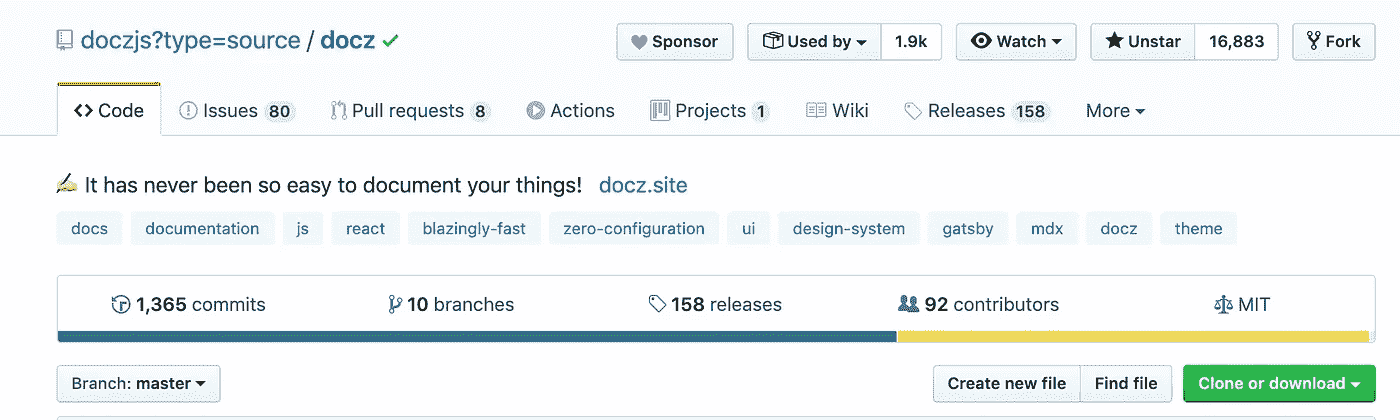 doczjs?type=source / docz Sponsor Used by 1.9k Watch Unstar 16,883 Fork
Code Issues 80 Pull requests 8 Actions Projects 1 Wiki Releases 158 More
It has never been so easy to document your things! docz.site
docs documentation js react blazingly-fast zero-configuration ui design-system gatsby mdx docz theme
1,365 commits 10 branches 158 releases 92 contributors MIT
Branch: master Create new file Find file Clone or download